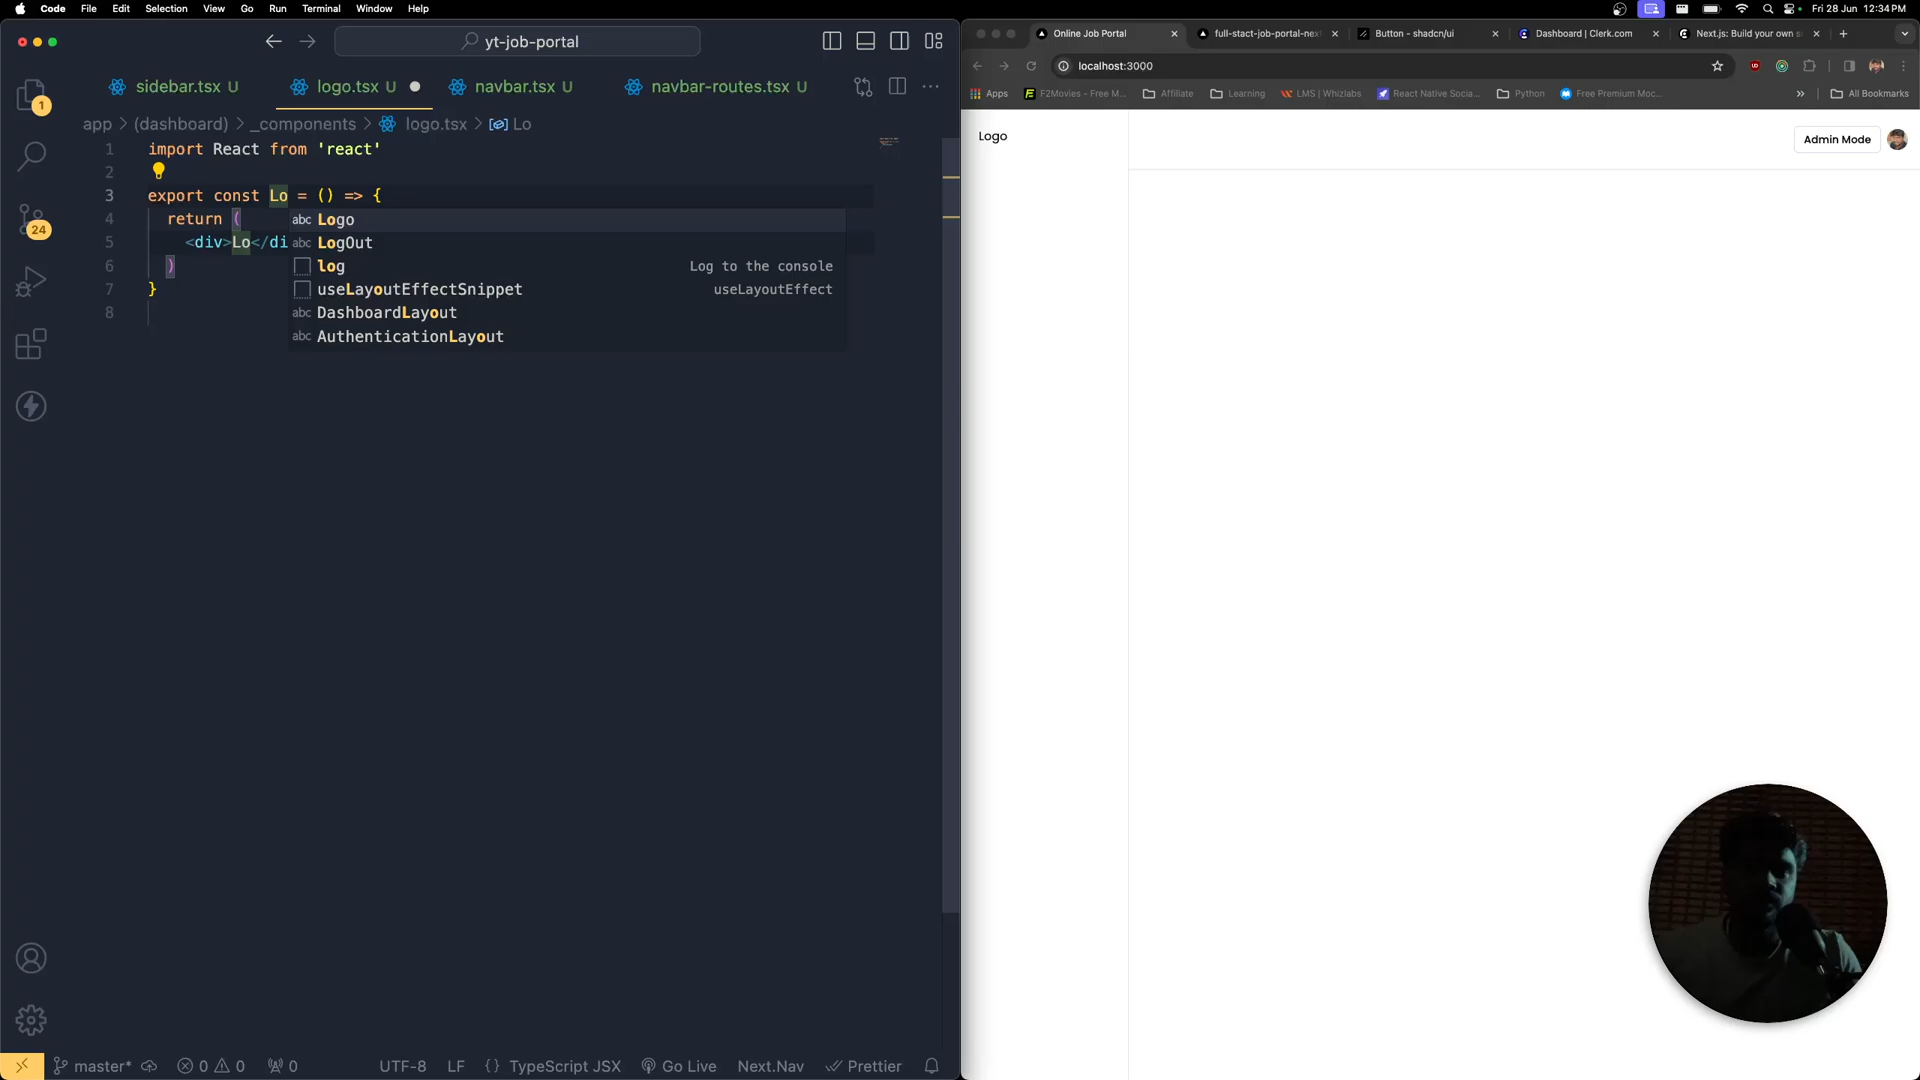 Code File Edit Selection View Go Run Terminal Window Help
Fri 28 Jun 12:34 PM
yt-job-portal
sidebar.tsx U
logo.tsx U
navbar.tsx U
navbar-routes.tsx U
app > (dashboard) > _components > logo.tsx > Lo
1 import React from 'react'
2
3 export const Lo = () => {
4 return (
5 <div>Lo</di
6 )
7 }
8
abc Logo
abc LogOut
log Log to the console
useLayoutEffectSnippet useLayoutEffect
abc DashboardLayout
abc AuthenticationLayout
1
24
master* 0 0 0 UTF-8 LF {} TypeScript JSX Go Live Next.Nav Prettier
Online Job Portal
full-stact-job-portal-nex
Button - shadcn/ui
Dashboard | Clerk.com
Next.js: Build your own s
localhost:3000
Apps
F2Movies - Free M...
Affiliate
Learning
LMS | Whizlabs
React Native Socia...
Python
Free Premium Moc...
All Bookmarks
Logo
Admin Mode